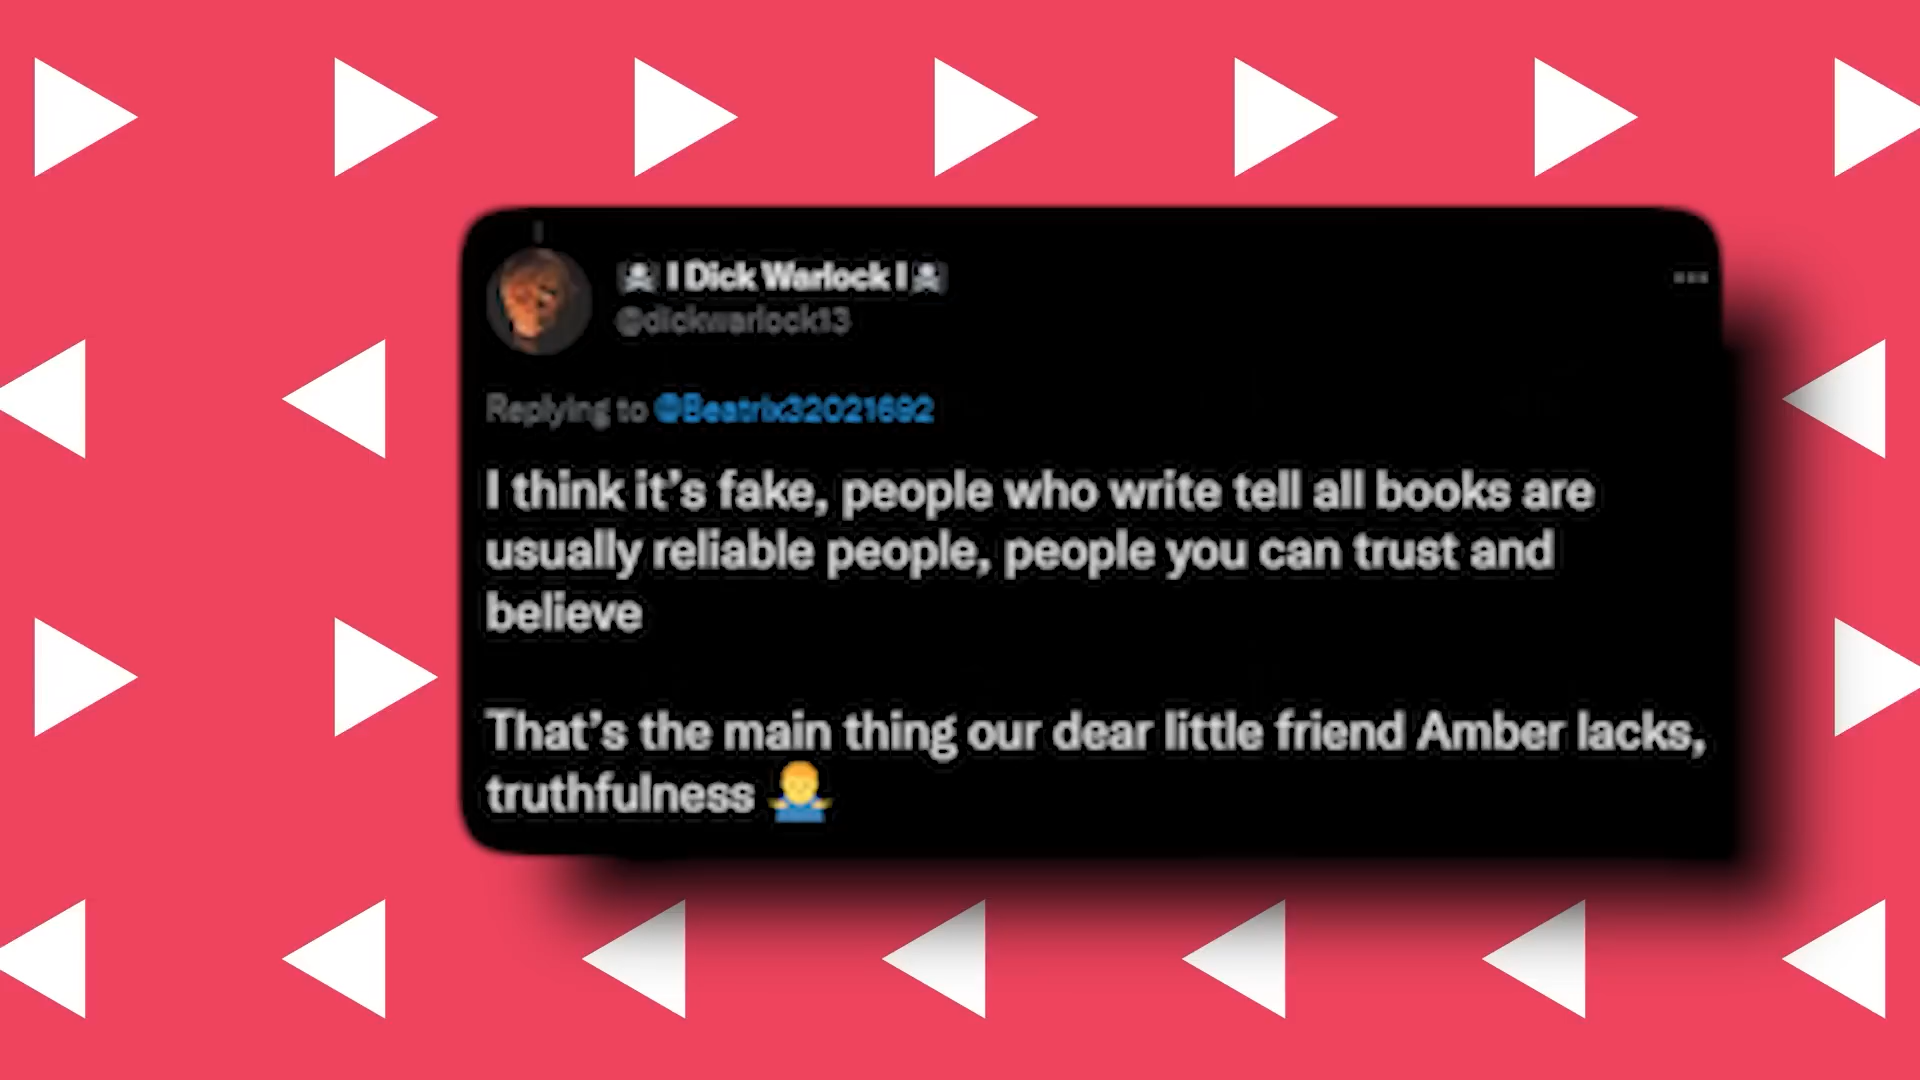 ☠ I Dick Warlock I☠
@dickwarlock13
Replying to @Beatrix32021692
I think it’s fake, people who write tell all books are
usually reliable people, people you can trust and
believe
That’s the main thing our dear little friend Amber lacks,
truthfulness 🤷‍♂️